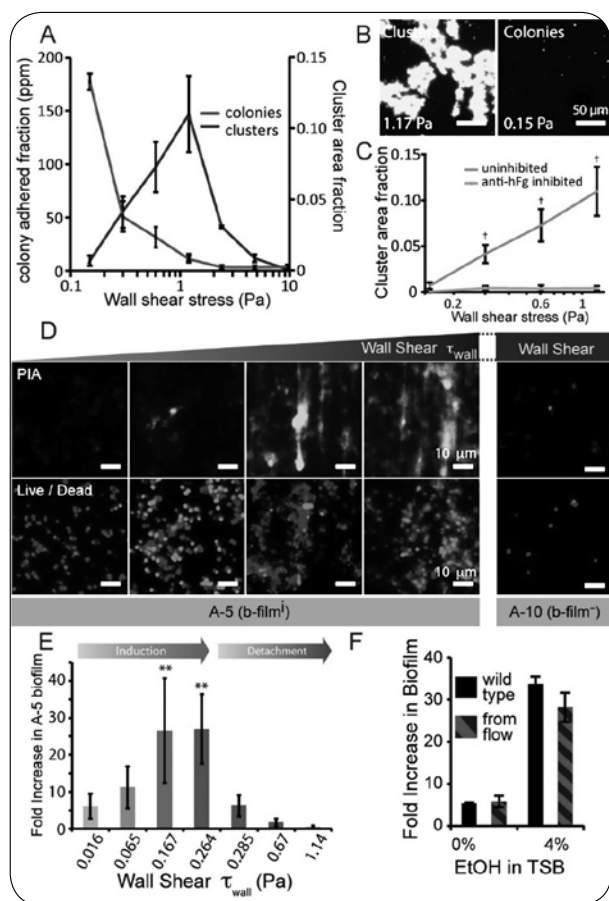 A
200
150
100
50
0
colony adhered fraction (ppm)
0.1
1
10
Wall shear stress (Pa)
0.15
0.10
0.05
0
Cluster area fraction
colonies
clusters
B
Cluster
1.17 Pa
Colonies
0.15 Pa
50 μm
C
0.15
0.10
0.05
0
Cluster area fraction
uninhibited
anti-hFg inhibited
†
†
†
†
0.2
0.6
1
Wall shear stress (Pa)
D
Wall Shear τwall
Wall Shear
PIA
10 μm
Live / Dead
10 μm
A-5 (b-filmⁱ)
A-10 (b-film⁻)
E
Induction
Detachment
Fold Increase in A-5 biofilm
40
30
20
10
0
**
**
0.016
0.065
0.167
0.264
0.285
0.67
1.14
Wall Shear τwall (Pa)
F
Fold Increase in Biofilm
40
30
20
10
0
wild type
from flow
0%
4%
EtOH in TSB